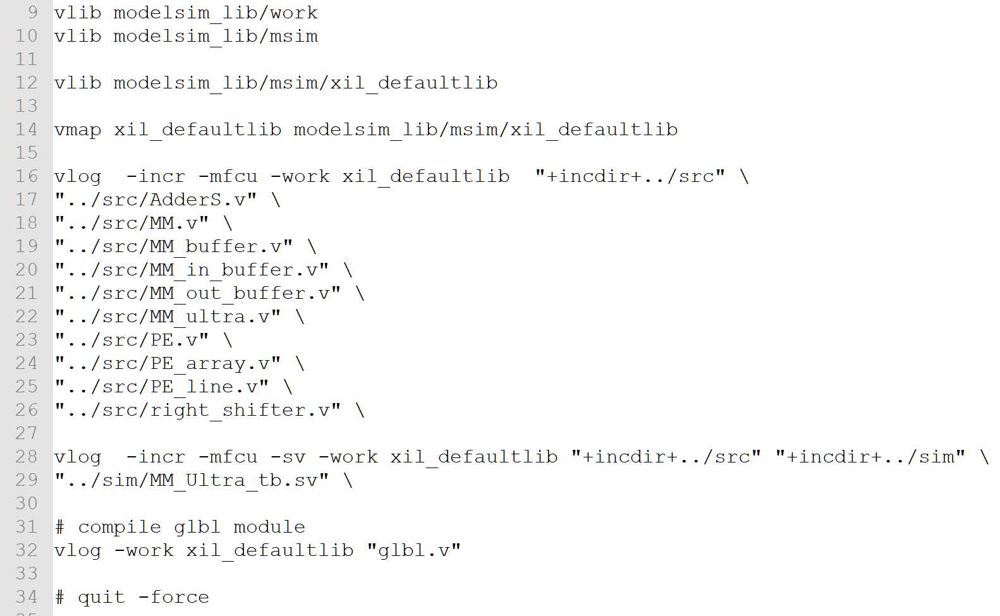 9 vlib modelsim_lib/work
10 vlib modelsim_lib/msim
11
12 vlib modelsim_lib/msim/xil_defaultlib
13
14 vmap xil_defaultlib modelsim_lib/msim/xil_defaultlib
15
16 vlog  -incr -mfcu -work xil_defaultlib  "+incdir+../src" \
17 "../src/AdderS.v" \
18 "../src/MM.v" \
19 "../src/MM_buffer.v" \
20 "../src/MM_in_buffer.v" \
21 "../src/MM_out_buffer.v" \
22 "../src/MM_ultra.v" \
23 "../src/PE.v" \
24 "../src/PE_array.v" \
25 "../src/PE_line.v" \
26 "../src/right_shifter.v" \
27
28 vlog  -incr -mfcu -sv -work xil_defaultlib "+incdir+../src" "+incdir+../sim" \
29 "../sim/MM_Ultra_tb.sv" \
30
31 # compile glbl module
32 vlog -work xil_defaultlib "glbl.v"
33
34 # quit -force